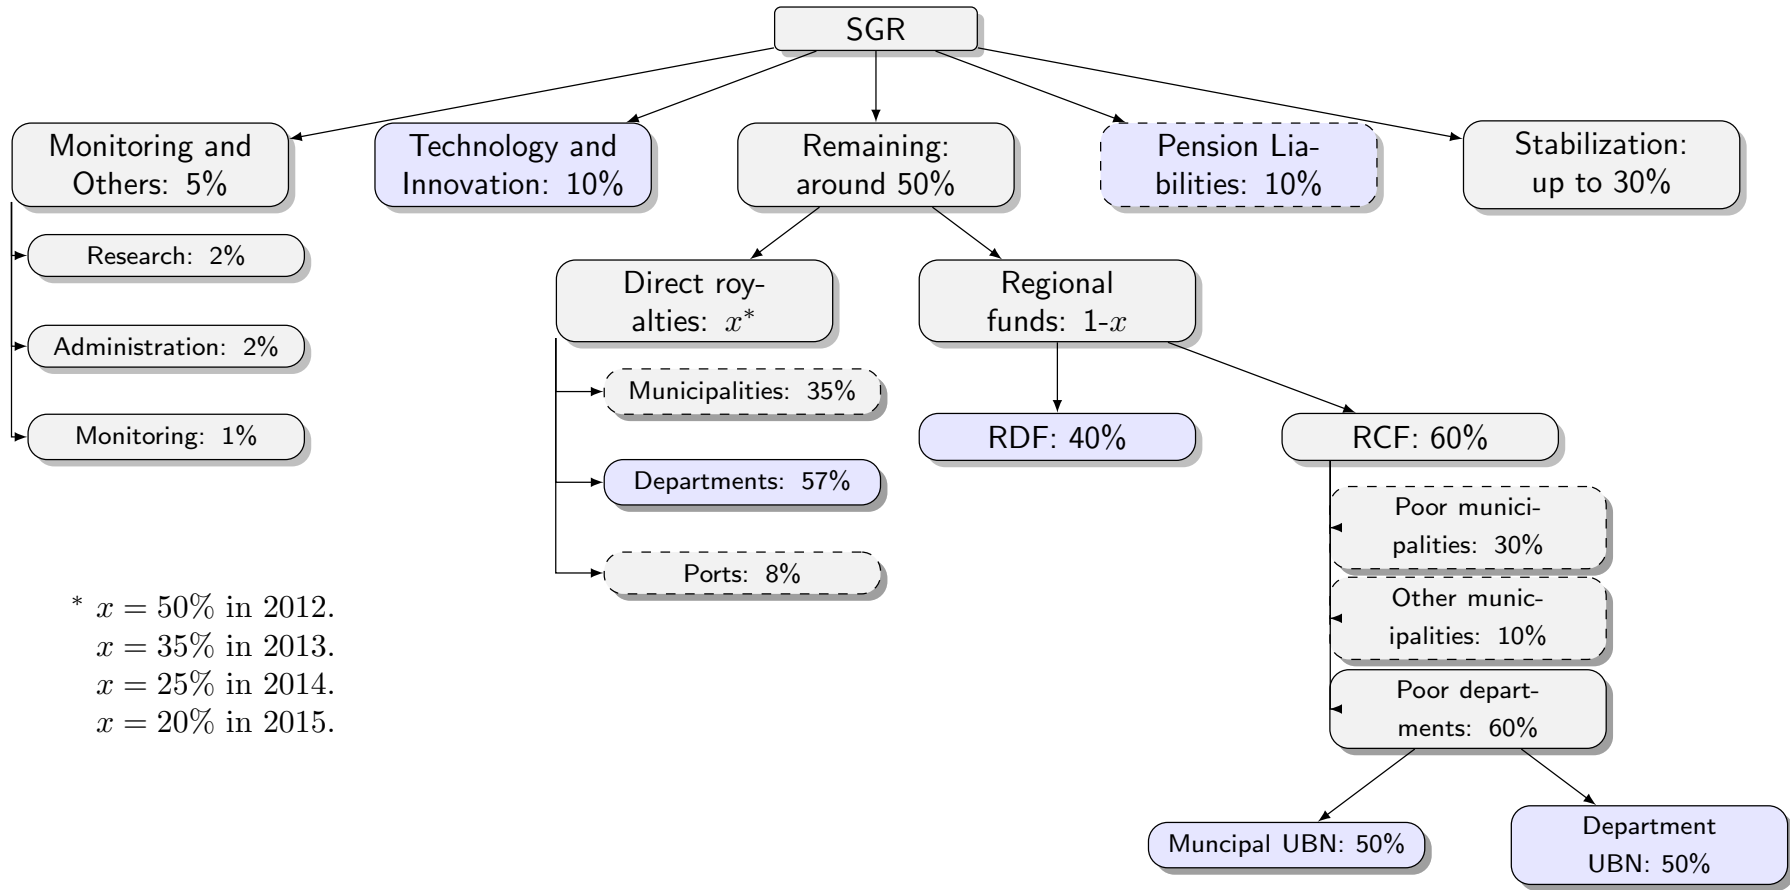 SGR
Monitoring and
Others: 5%
Technology and
Innovation: 10%
Remaining:
around 50%
Pension Lia-
bilities: 10%
Stabilization:
up to 30%
Research: 2%
Administration: 2%
Monitoring: 1%
Direct roy-
alties: x*
Regional
funds: 1-x
Municipalities: 35%
Departments: 57%
Ports: 8%
RDF: 40%
RCF: 60%
Poor munici-
palities: 30%
Other munic-
ipalities: 10%
Poor depart-
ments: 60%
Muncipal UBN: 50%
Department
UBN: 50%
* x = 50% in 2012.
x = 35% in 2013.
x = 25% in 2014.
x = 20% in 2015.